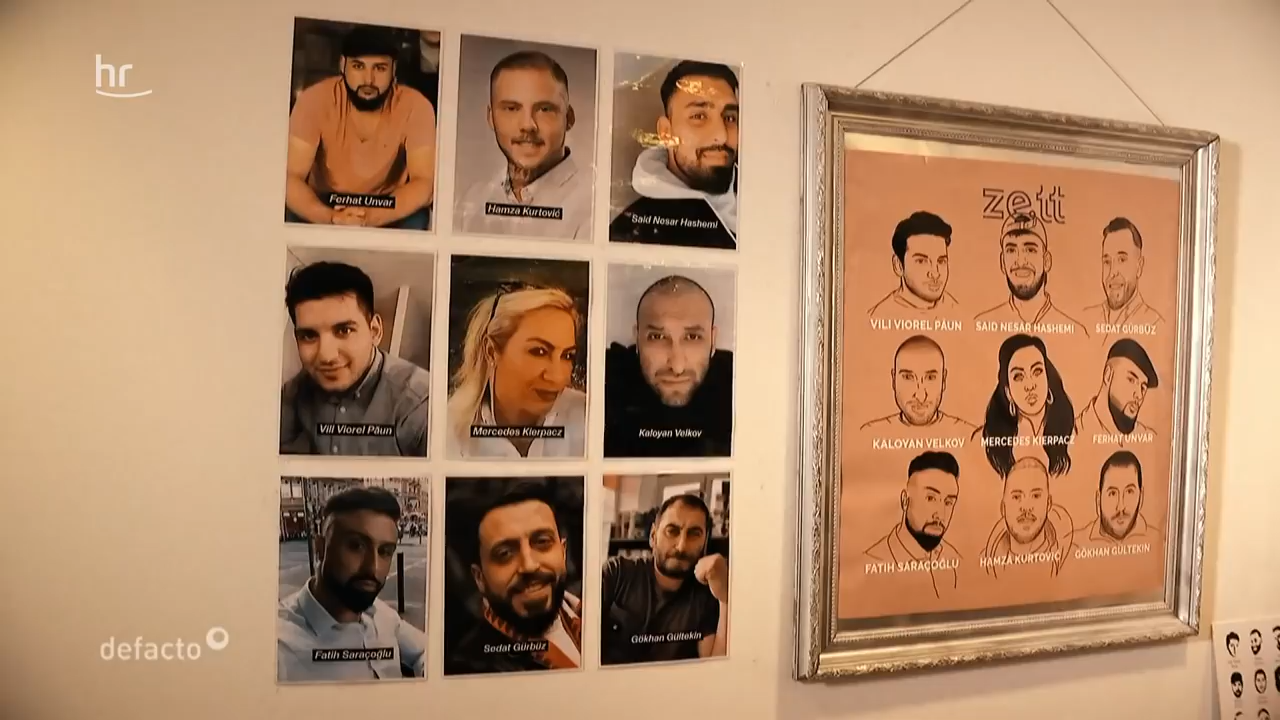 hr
Ferhat Unvar
Hamza Kurtović
Said Nesar Hashemi
Vili Viorel Păun
Mercedes Kierpacz
Kaloyan Velkov
Fatih Saraçoğlu
Sedat Gürbüz
Gökhan Gültekin
defacto
ze.tt
VILI VIOREL PĂUN
SAID NESAR HASHEMI
SEDAT GÜRBÜZ
KALOYAN VELKOV
MERCEDES KIERPACZ
FERHAT UNVAR
FATIH SARAÇOĞLU
HAMZA KURTOVIĆ
GÖKHAN GÜLTEKIN